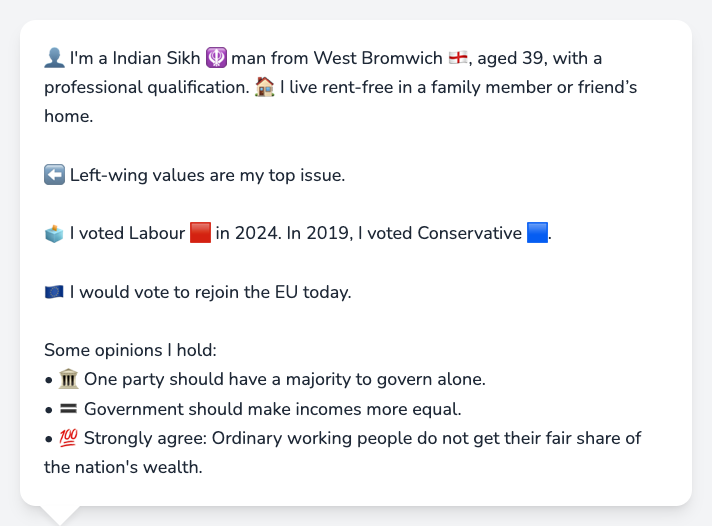 👤 I'm a Indian Sikh 🪯 man from West Bromwich 🏴󠁧󠁢󠁥󠁮󠁧󠁿, aged 39, with a
professional qualification. 🏠 I live rent-free in a family member or friend’s
home.
⬅️ Left-wing values are my top issue.
🗳️ I voted Labour 🟥 in 2024. In 2019, I voted Conservative 🟦.
🇪🇺 I would vote to rejoin the EU today.
Some opinions I hold:
• 🏛️ One party should have a majority to govern alone.
• 🟰 Government should make incomes more equal.
• 💯 Strongly agree: Ordinary working people do not get their fair share of
the nation's wealth.